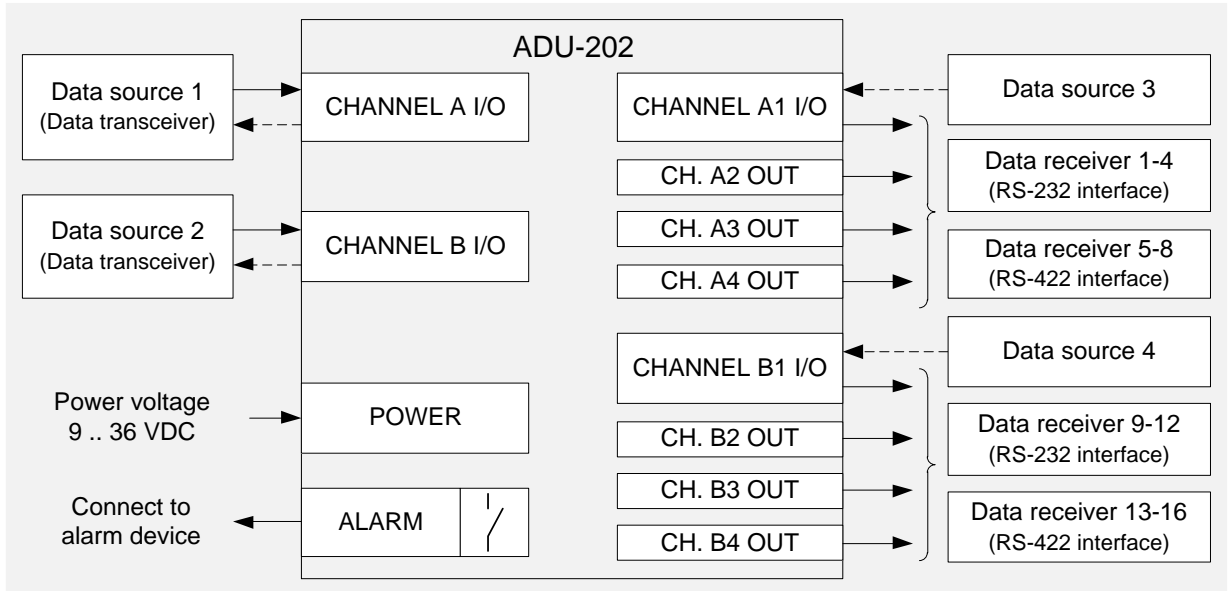 ADU-202
Data source 1
(Data transceiver)
CHANNEL A I/O
Data source 2
(Data transceiver)
CHANNEL B I/O
Power voltage
9 .. 36 VDC
POWER
Connect to
alarm device
ALARM
CHANNEL A1 I/O
CH. A2 OUT
CH. A3 OUT
CH. A4 OUT
CHANNEL B1 I/O
CH. B2 OUT
CH. B3 OUT
CH. B4 OUT
Data source 3
Data receiver 1-4
(RS-232 interface)
Data receiver 5-8
(RS-422 interface)
Data source 4
Data receiver 9-12
(RS-232 interface)
Data receiver 13-16
(RS-422 interface)